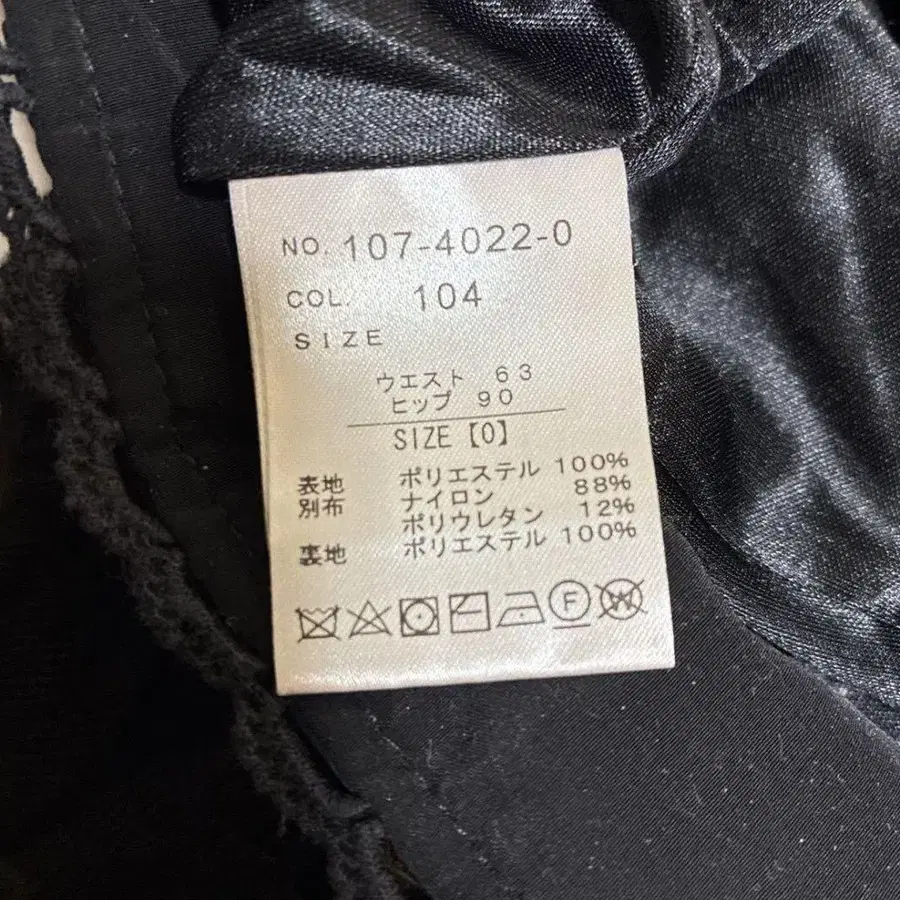 NO. 107-4022-0
COL. 104
SIZE
ウエスト 63
ヒップ 90
SIZE【0】
表地 ポリエステル 100%
別布 ナイロン 88%
ポリウレタン 12%
裏地 ポリエステル 100%
F W